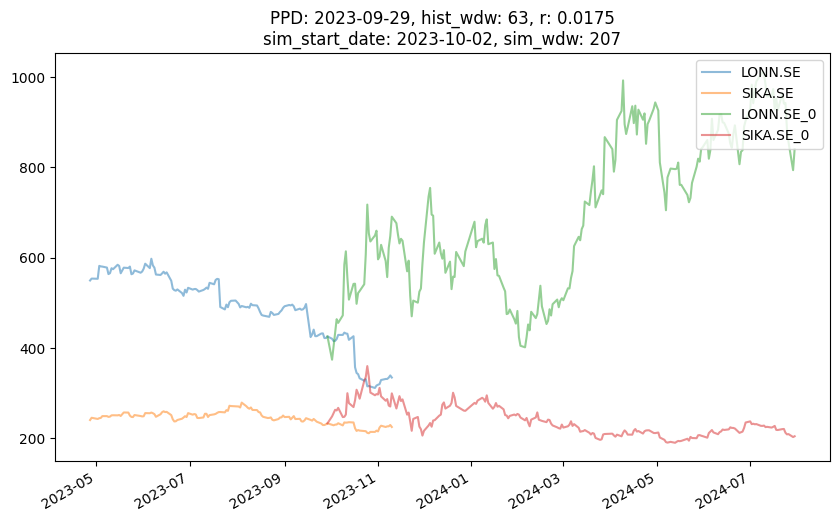 PPD: 2023-09-29, hist_wdw: 63, r: 0.0175
sim_start_date: 2023-10-02, sim_wdw: 207
LONN.SE
SIKA.SE
LONN.SE_0
SIKA.SE_0
1000
800
600
400
200
2023-05
2023-07
2023-09
2023-11
2024-01
2024-03
2024-05
2024-07